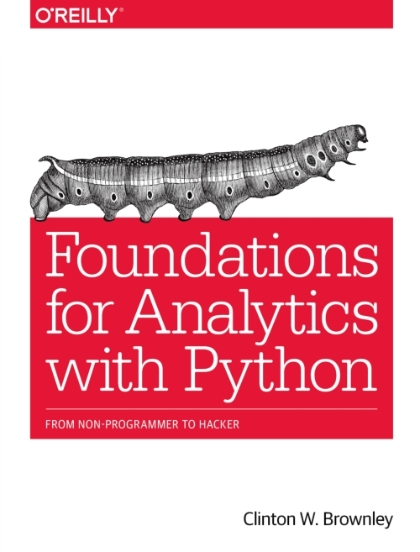 O'REILLY®
Foundations
for Analytics
with Python
FROM NON-PROGRAMMER TO HACKER
Clinton W. Brownley